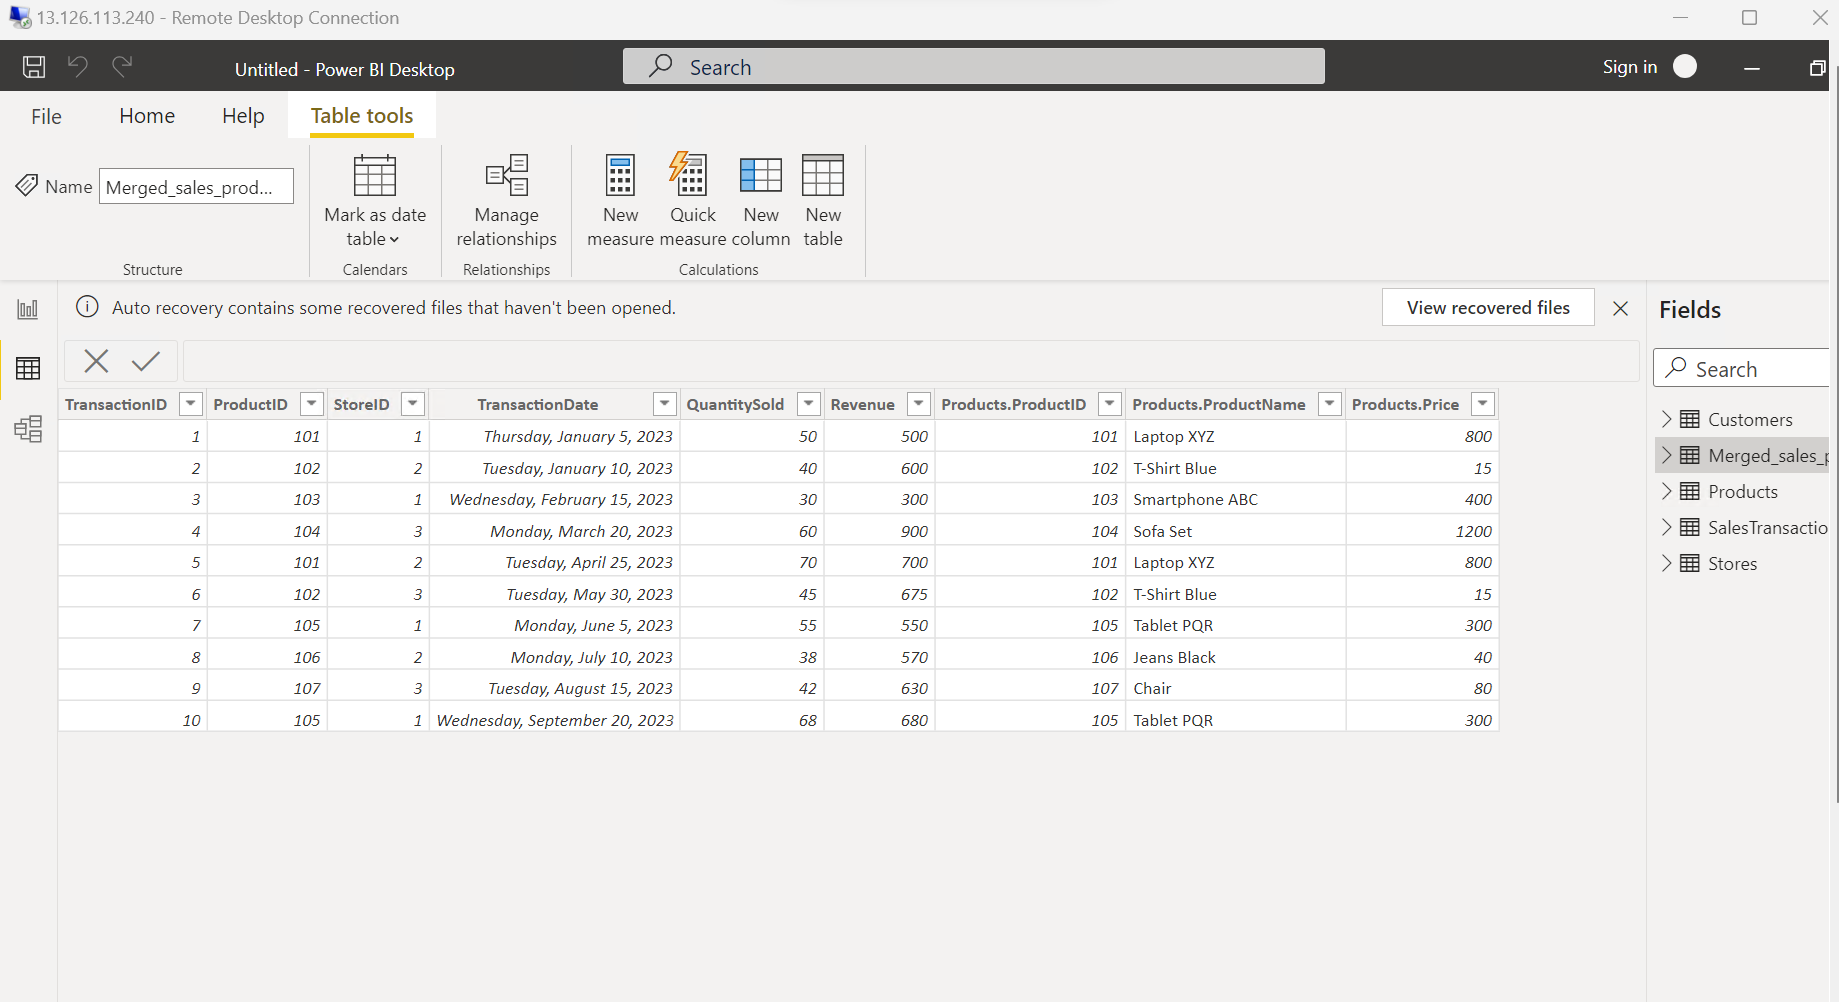 13.126.113.240 - Remote Desktop Connection
Untitled - Power BI Desktop
Search
Sign in
File
Home
Help
Table tools
Name
Merged_sales_prod...
Structure
Mark as date
table
Calendars
Manage
relationships
Relationships
New
measure
Quick
measure
New
column
New
table
Calculations
Auto recovery contains some recovered files that haven't been opened.
View recovered files
TransactionID ProductID StoreID TransactionDate QuantitySold Revenue Products.ProductID Products.ProductName Products.Price
1 101 1 Thursday, January 5, 2023 50 500 101 Laptop XYZ 800
2 102 2 Tuesday, January 10, 2023 40 600 102 T-Shirt Blue 15
3 103 1 Wednesday, February 15, 2023 30 300 103 Smartphone ABC 400
4 104 3 Monday, March 20, 2023 60 900 104 Sofa Set 1200
5 101 2 Tuesday, April 25, 2023 70 700 101 Laptop XYZ 800
6 102 3 Tuesday, May 30, 2023 45 675 102 T-Shirt Blue 15
7 105 1 Monday, June 5, 2023 55 550 105 Tablet PQR 300
8 106 2 Monday, July 10, 2023 38 570 106 Jeans Black 40
9 107 3 Tuesday, August 15, 2023 42 630 107 Chair 80
10 105 1 Wednesday, September 20, 2023 68 680 105 Tablet PQR 300
Fields
Search
Customers
Merged_sales_p
Products
SalesTransactio
Stores